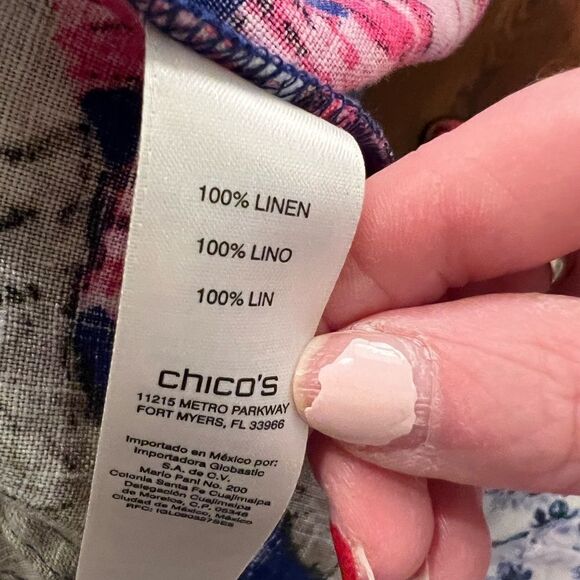 100% LINEN
100% LINO
100% LIN
chico's
11215 METRO PARKWAY
FORT MYERS, FL 33966
Importado en México por:
Importadora Globastic
S.A. de C.V.
Mario Pani No. 200
Colonia Santa Fe Cuajimalpa
Delegación Cuajimalpa
de Morelos, C.P. 05348
Ciudad de México, México
RFC: